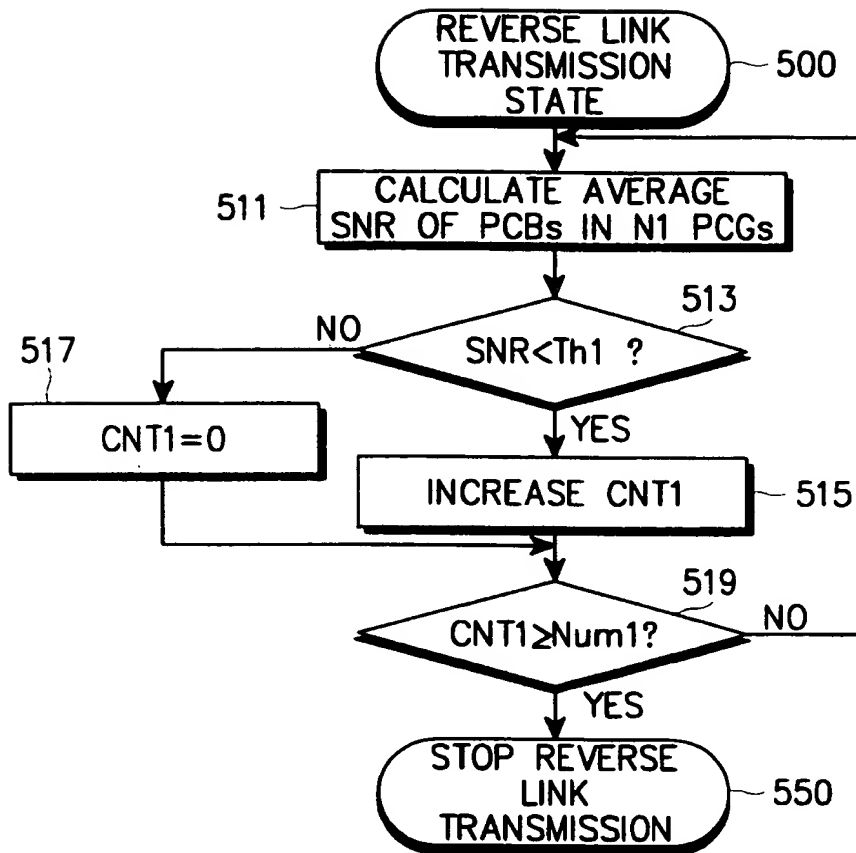 REVERSE LINK
TRANSMISSION
STATE
500
CALCULATE AVERAGE
SNR OF PCBs IN N1 PCGs
511
SNR<Th1 ?
513
NO
517
CNT1=0
YES
INCREASE CNT1
515
CNT1≥Num1?
519
NO
YES
STOP REVERSE
LINK
TRANSMISSION
550